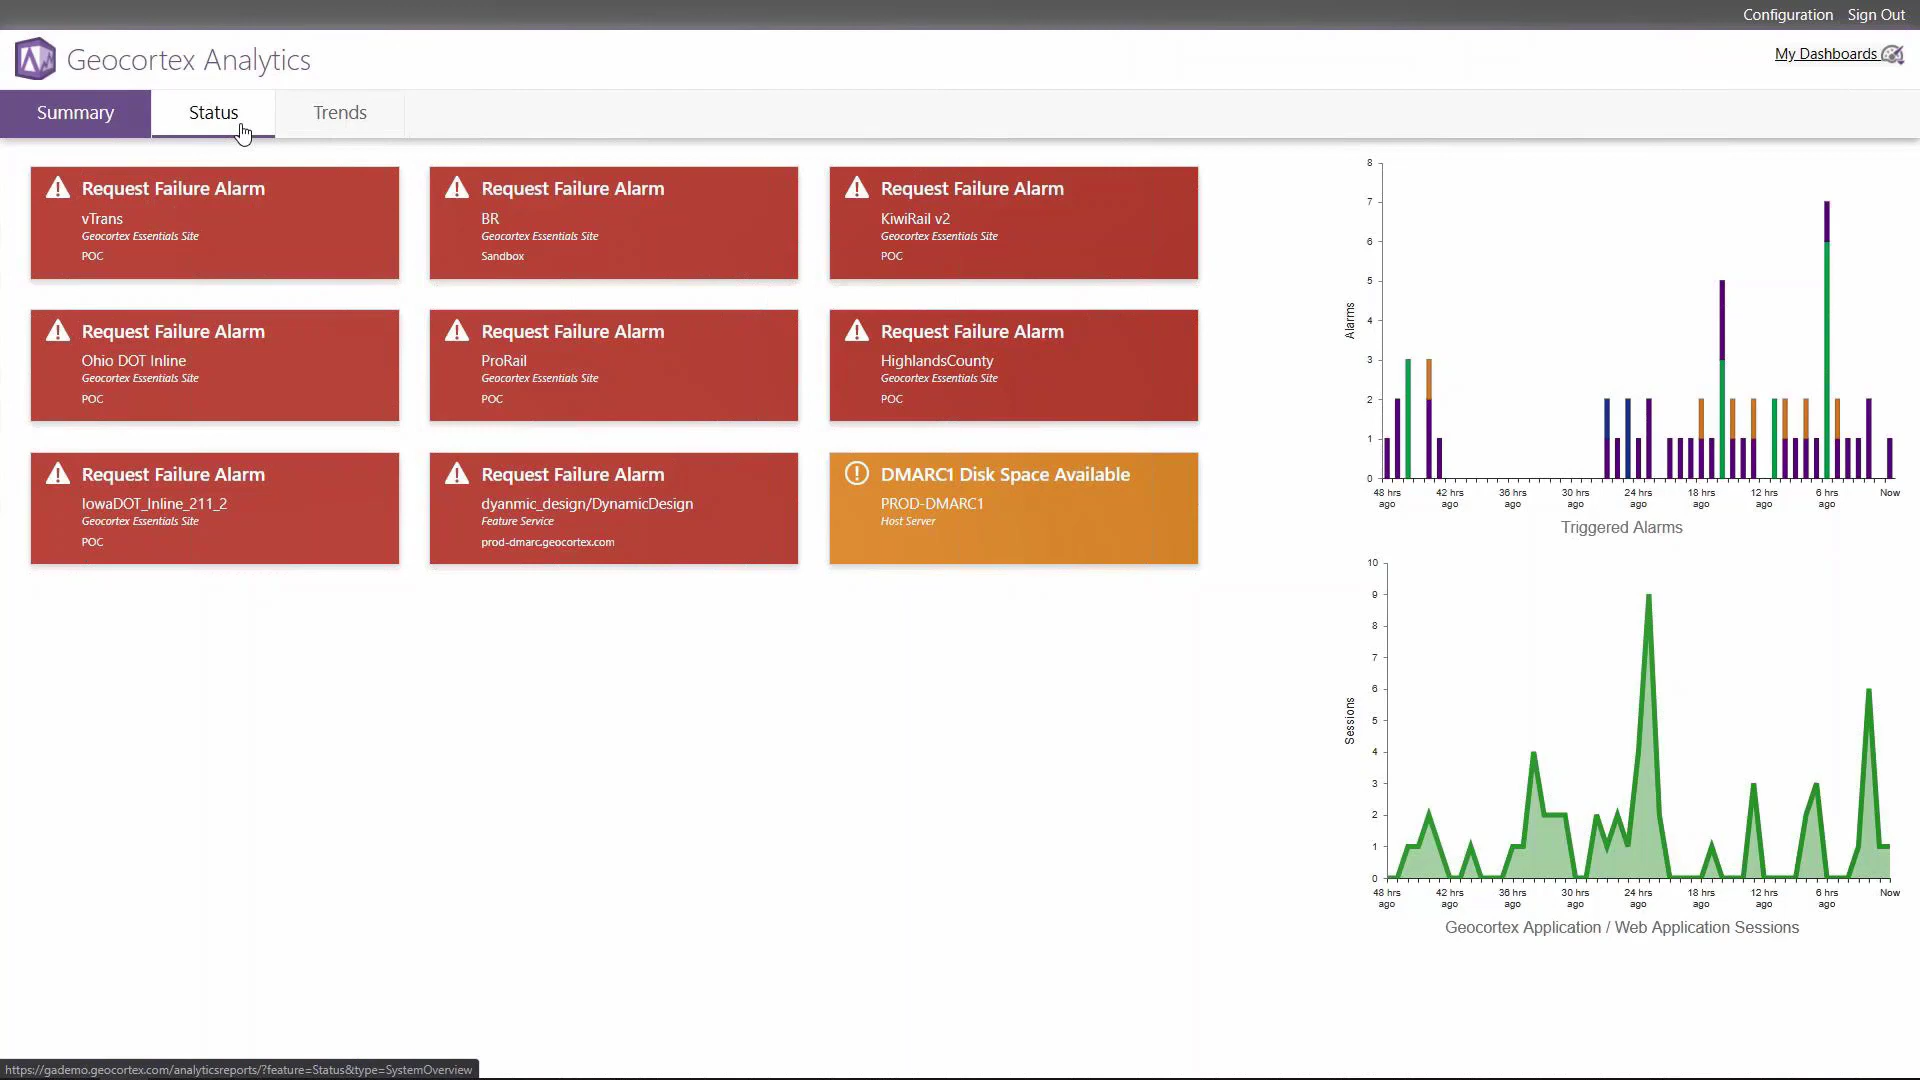 Configuration Sign Out
Geocortex Analytics
My Dashboards
Summary Status Trends
Request Failure Alarm
vTrans
Geocortex Essentials Site
POC
Request Failure Alarm
BR
Geocortex Essentials Site
Sandbox
Request Failure Alarm
KiwiRail v2
Geocortex Essentials Site
POC
Request Failure Alarm
Ohio DOT Inline
Geocortex Essentials Site
POC
Request Failure Alarm
ProRail
Geocortex Essentials Site
POC
Request Failure Alarm
HighlandsCounty
Geocortex Essentials Site
POC
Request Failure Alarm
IowaDOT_Inline_211_2
Geocortex Essentials Site
POC
Request Failure Alarm
dyanmic_design/DynamicDesign
Feature Service
prod-dmarc.geocortex.com
DMARC1 Disk Space Available
PROD-DMARC1
Host Server
8
7
6
5
4
3
2
1
0
Alarms
48 hrs ago
42 hrs ago
36 hrs ago
30 hrs ago
24 hrs ago
18 hrs ago
12 hrs ago
6 hrs ago
Now
Triggered Alarms
10
9
8
7
6
5
4
3
2
1
0
Sessions
48 hrs ago
42 hrs ago
36 hrs ago
30 hrs ago
24 hrs ago
18 hrs ago
12 hrs ago
6 hrs ago
Now
Geocortex Application / Web Application Sessions
https://gademo.geocortex.com/analyticsreports/?feature=Status&type=SystemOverview